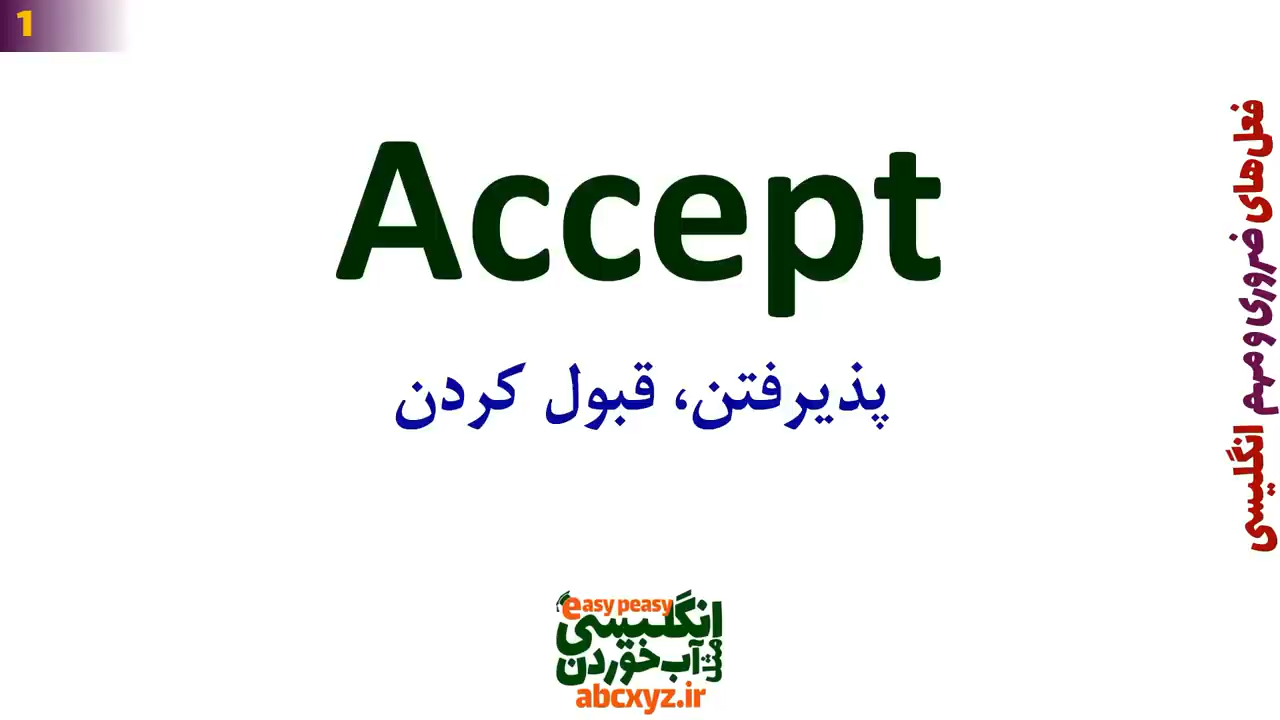 1
Accept
پذیرفتن، قبول کردن
فعل‌های ضروری و مهم انگلیسی
easy peasy
انگلیسی
مثل آب خوردن
abcxyz.ir